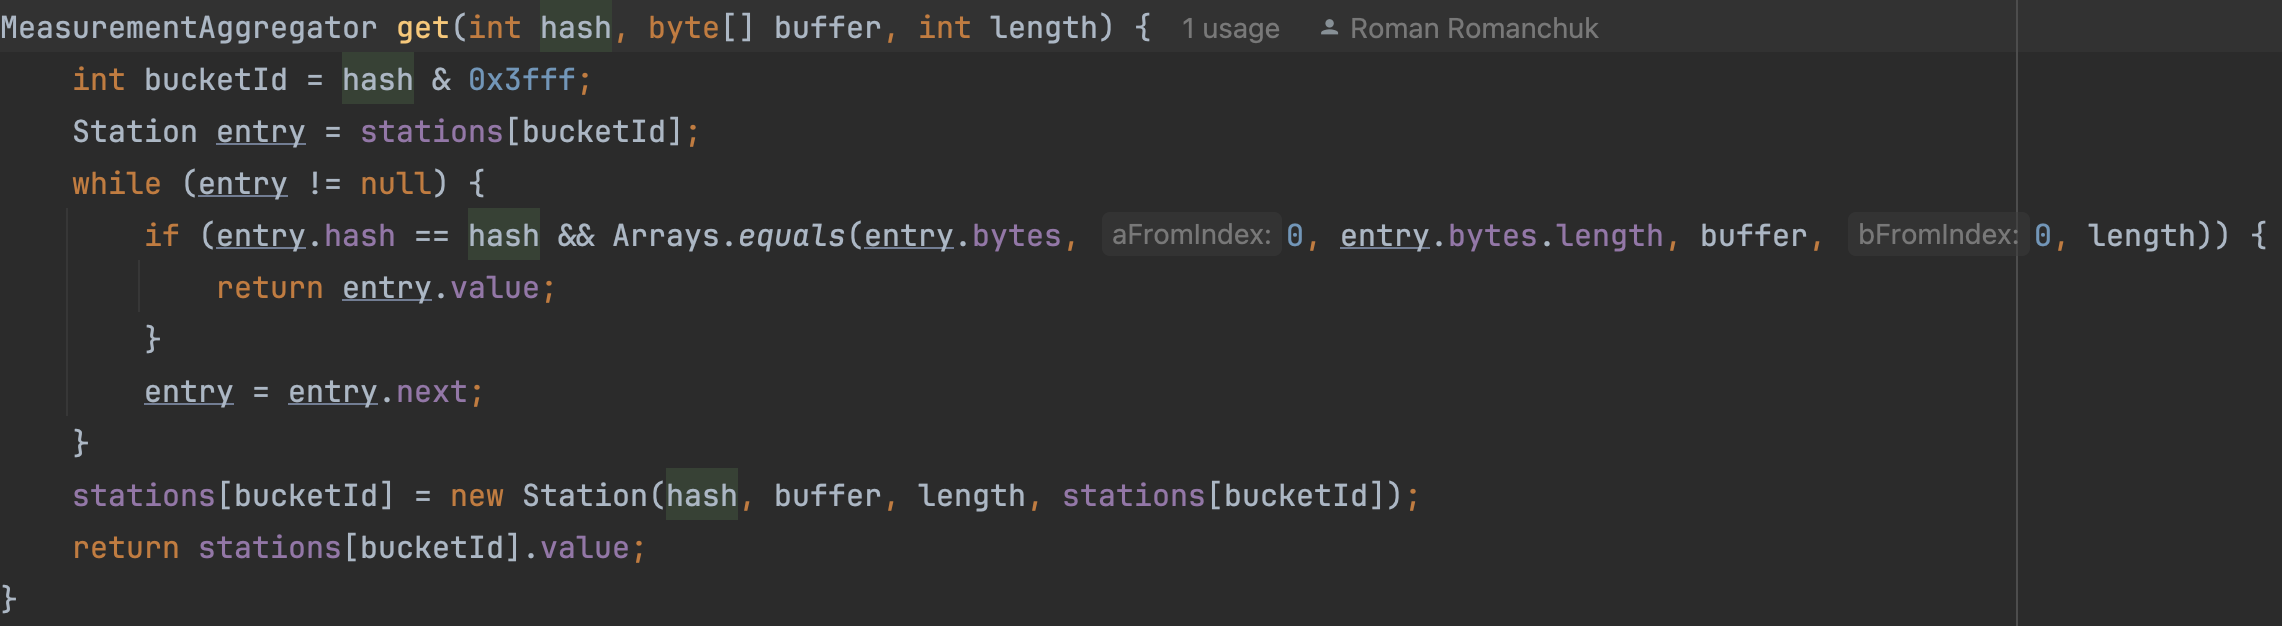 MeasurementAggregator get(int hash, byte[] buffer, int length) { 1 usage Roman Romanchuk
int bucketId = hash & 0x3fff;
Station entry = stations[bucketId];
while (entry != null) {
if (entry.hash == hash && Arrays.equals(entry.bytes, aFromIndex: 0, entry.bytes.length, buffer, bFromIndex: 0, length)) {
return entry.value;
}
entry = entry.next;
}
stations[bucketId] = new Station(hash, buffer, length, stations[bucketId]);
return stations[bucketId].value;
}